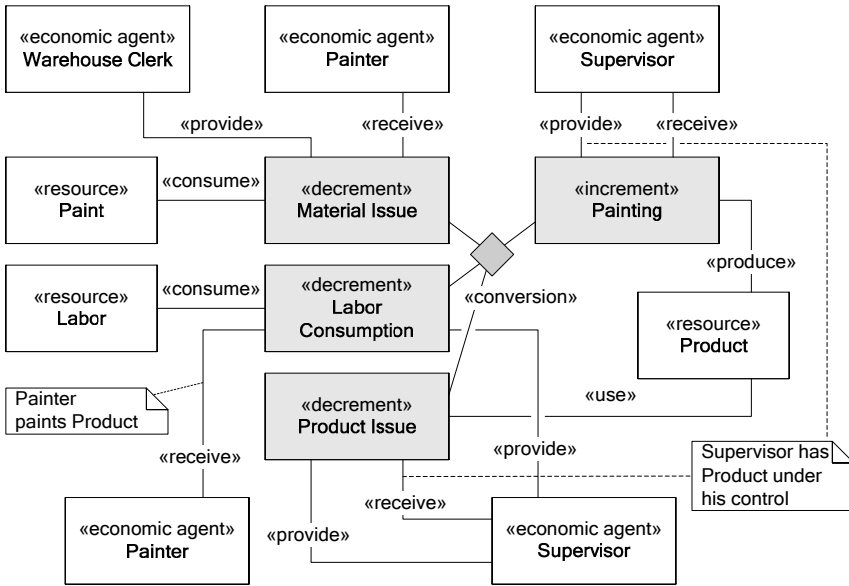 «economic agent»
Warehouse Clerk
«economic agent»
Painter
«economic agent»
Supervisor
«provide»
«receive»
«provide»
«receive»
«resource»
Paint
«consume»
«decrement»
Material Issue
«increment»
Painting
«produce»
«resource»
Labor
«consume»
«decrement»
Labor
Consumption
«conversion»
«resource»
Product
Painter
paints Product
«decrement»
Product Issue
«use»
«receive»
«provide»
Supervisor has
Product under
his control
«receive»
«provide»
«economic agent»
Painter
«economic agent»
Supervisor